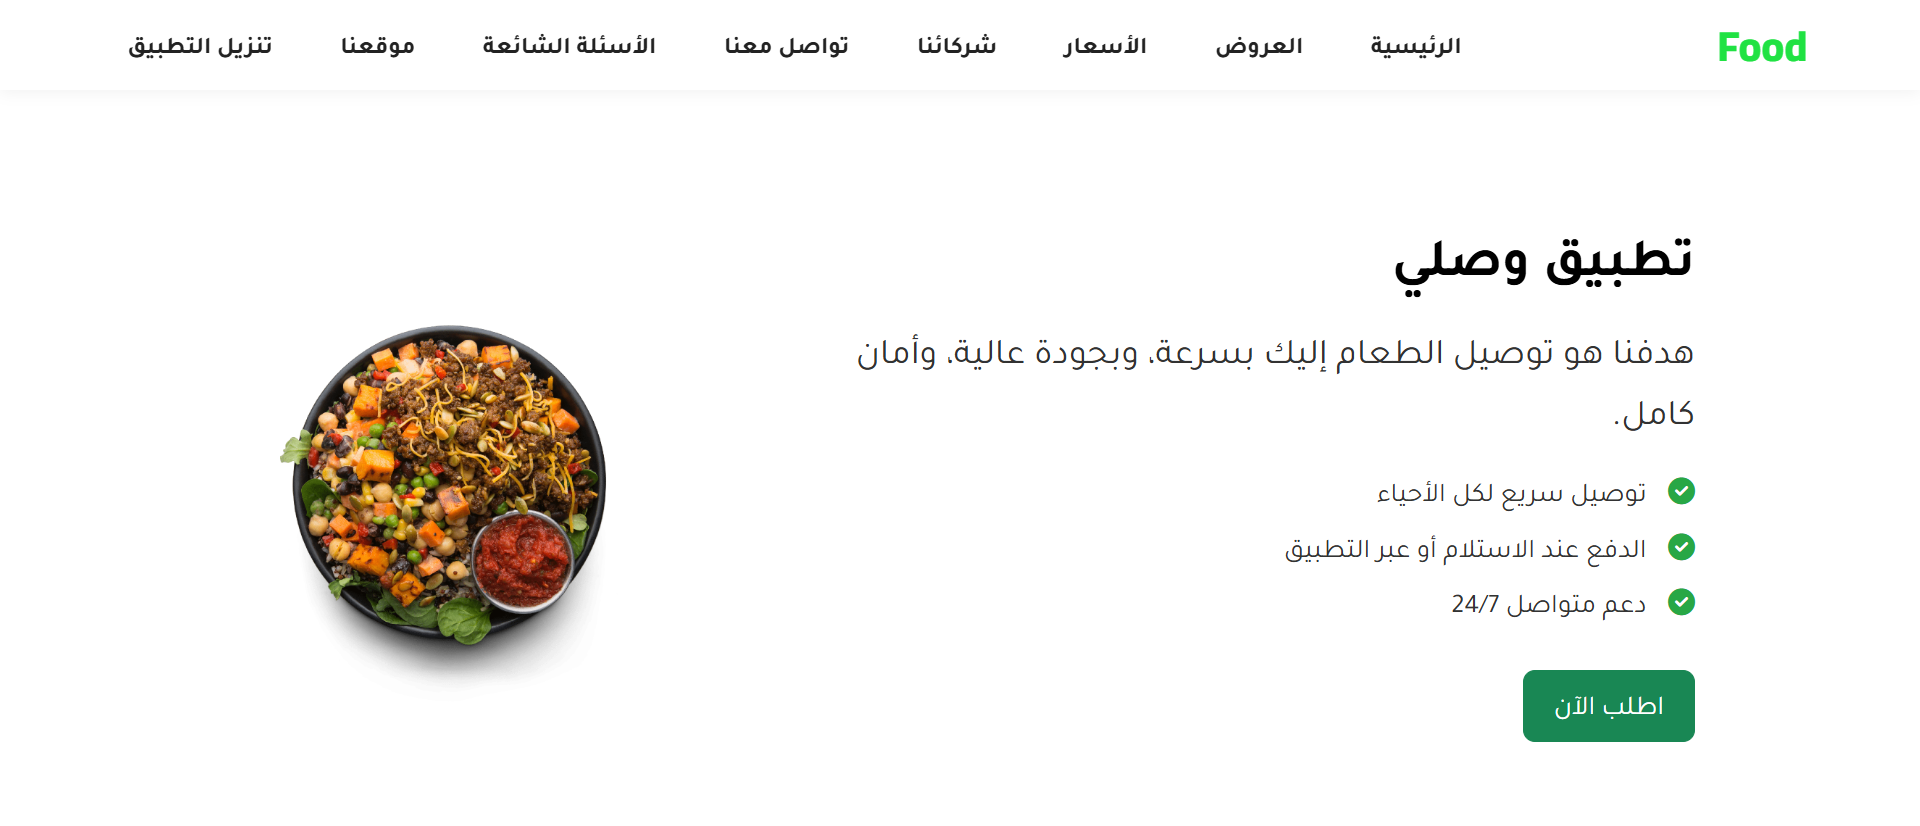 Food
الرئيسية
العروض
الأسعار
شركائنا
تواصل معنا
الأسئلة الشائعة
موقعنا
تنزيل التطبيق
تطبيق وصلي
هدفنا هو توصيل الطعام إليك بسرعة، وبجودة عالية، وأمان
كامل.
توصيل سريع لكل الأحياء
الدفع عند الاستلام أو عبر التطبيق
دعم متواصل 24/7
اطلب الآن